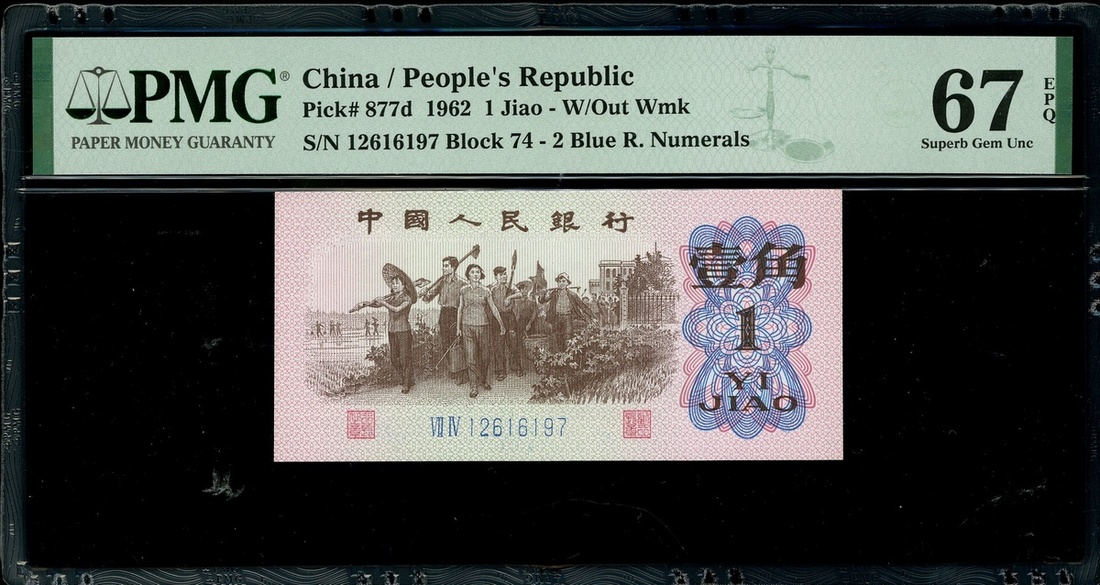 PMG®
PAPER MONEY GUARANTY
China / People's Republic
Pick# 877d 1962 1 Jiao - W/Out Wmk
S/N 12616197 Block 74 - 2 Blue R. Numerals
67
EPQ
Superb Gem Unc
中國人民銀行
壹角
1
YI
JIAO
VII IV 12616197